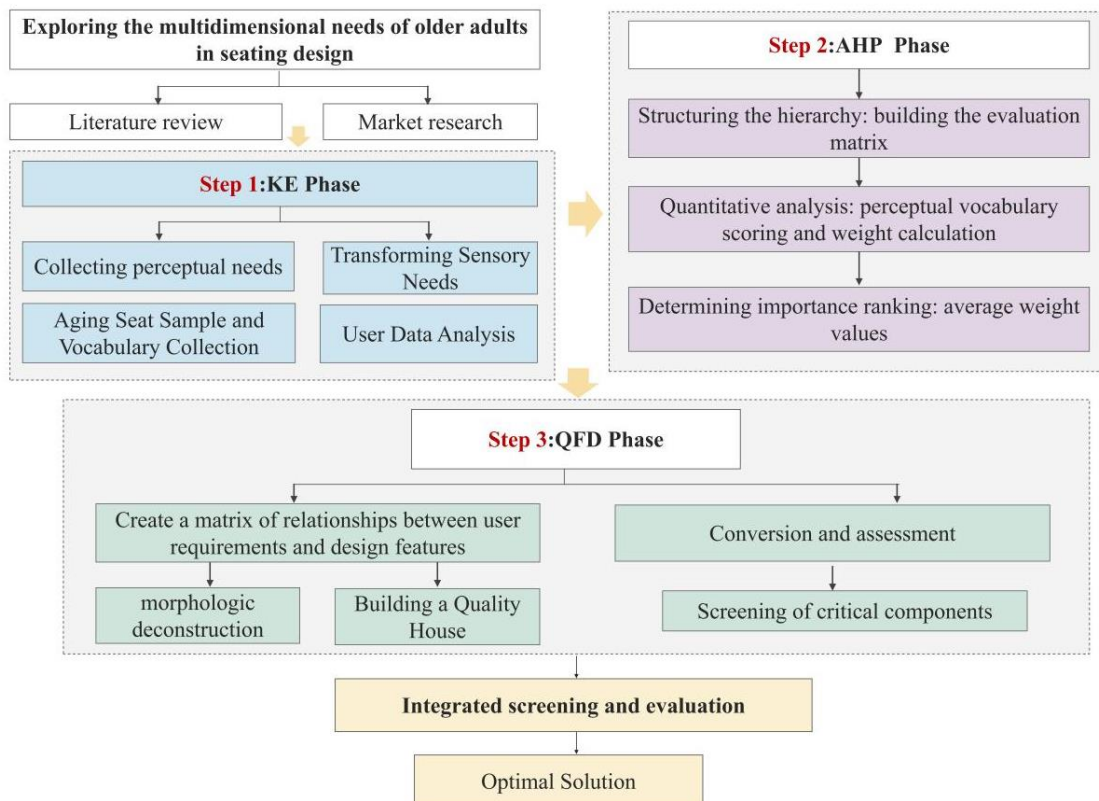 Exploring the multidimensional needs of older adults
in seating design
Literature review
Market research
Step 1:KE Phase
Collecting perceptual needs
Transforming Sensory
Needs
Aging Seat Sample and
Vocabulary Collection
User Data Analysis
Step 2:AHP Phase
Structuring the hierarchy: building the evaluation
matrix
Quantitative analysis: perceptual vocabulary
scoring and weight calculation
Determining importance ranking: average weight
values
Step 3:QFD Phase
Create a matrix of relationships between user
requirements and design features
morphologic
deconstruction
Building a Quality
House
Conversion and assessment
Screening of critical components
Integrated screening and evaluation
Optimal Solution